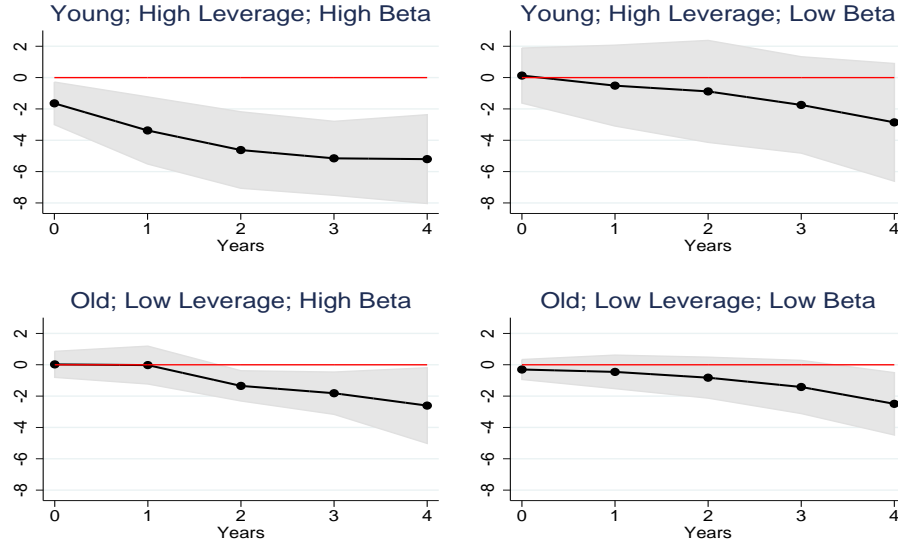 Young; High Leverage; High Beta
2
0
-2
-4
-6
-8
0 1 2 3 4
Years
Young; High Leverage; Low Beta
2
0
-2
-4
-6
-8
0 1 2 3 4
Years
Old; Low Leverage; High Beta
2
0
-2
-4
-6
-8
0 1 2 3 4
Years
Old; Low Leverage; Low Beta
2
0
-2
-4
-6
-8
0 1 2 3 4
Years